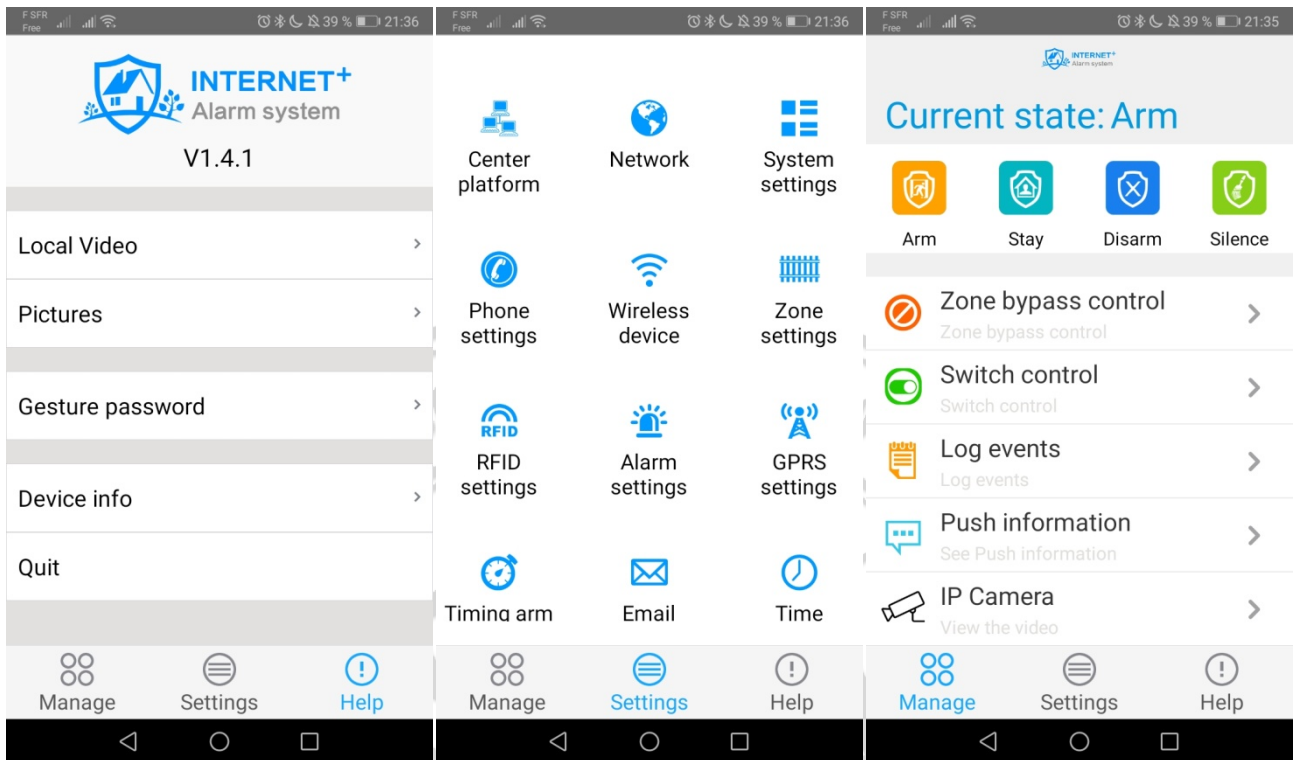 F SFR
Free
39 % 21:36
INTERNET+
Alarm system
V1.4.1
Local Video
Pictures
Gesture password
Device info
Quit
Manage Settings Help
F SFR
Free
39 % 21:36
Center
platform
Network
System
settings
Phone
settings
Wireless
device
Zone
settings
RFID
RFID
settings
Alarm
settings
GPRS
settings
Timing arm
Email
Time
Manage Settings Help
F SFR
Free
39 % 21:35
INTERNET+
Alarm system
Current state: Arm
Arm Stay Disarm Silence
Zone bypass control
Zone bypass control
Switch control
Switch control
Log events
Log events
Push information
See Push information
IP Camera
View the video
Manage Settings Help